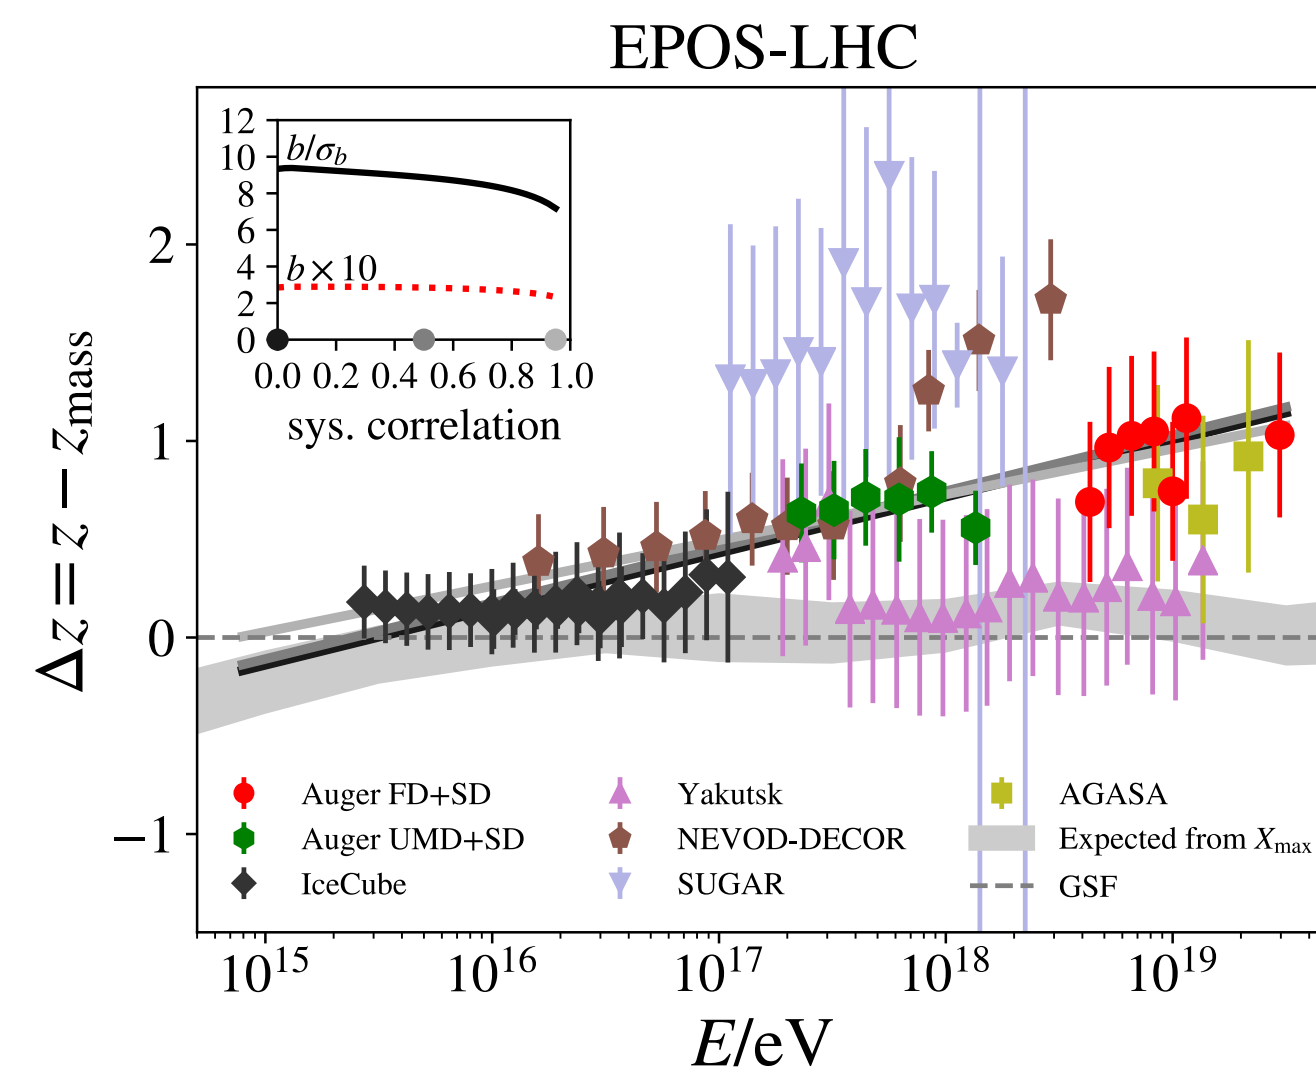 EPOS-LHC
Δz = z − z_mass
2
1
0
−1
12
10
8
6
4
2
0
b/σ_b
b × 10
0.0 0.2 0.4 0.6 0.8 1.0
sys. correlation
Auger FD+SD
Auger UMD+SD
IceCube
Yakutsk
NEVOD-DECOR
SUGAR
AGASA
Expected from X_max
GSF
10^15 10^16 10^17 10^18 10^19
E/eV